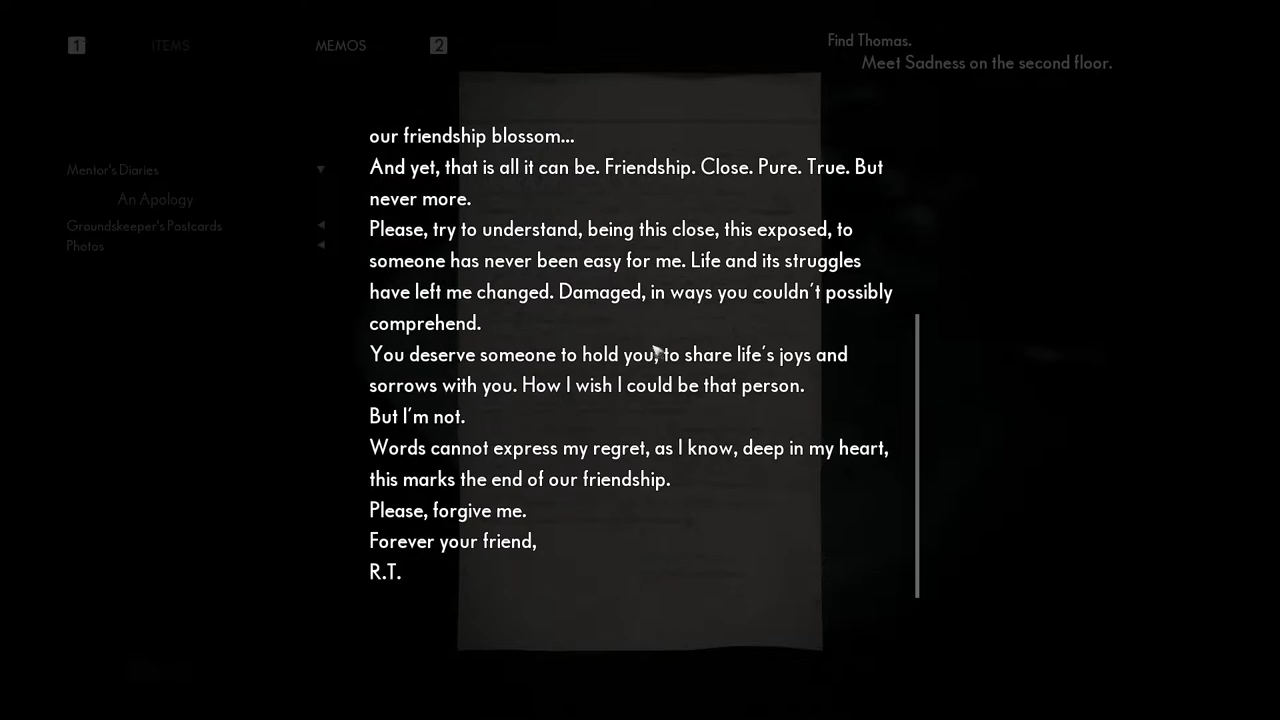 1 ITEMS MEMOS 2
Find Thomas.
Meet Sadness on the second floor.
Mentor's Diaries
An Apology
Groundskeeper's Postcards
Photos
our friendship blossom...
And yet, that is all it can be. Friendship. Close. Pure. True. But
never more.
Please, try to understand, being this close, this exposed, to
someone has never been easy for me. Life and its struggles
have left me changed. Damaged, in ways you couldn't possibly
comprehend.
You deserve someone to hold you, to share life's joys and
sorrows with you. How I wish I could be that person.
But I'm not.
Words cannot express my regret, as I know, deep in my heart,
this marks the end of our friendship.
Please, forgive me.
Forever your friend,
R.T.